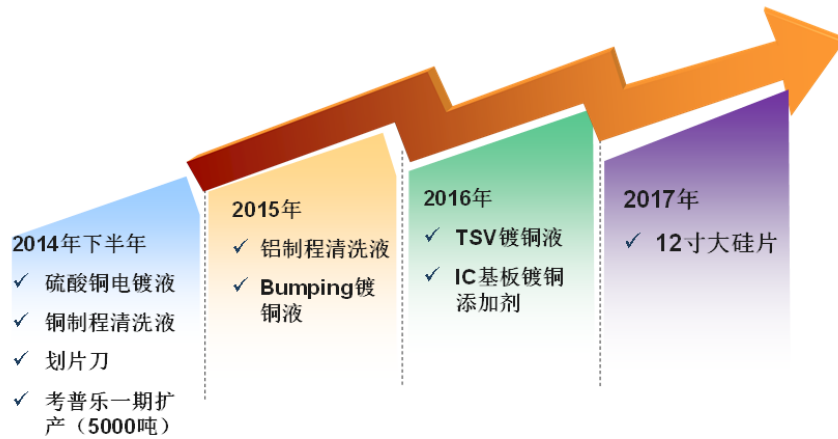 2014年下半年
✓ 硫酸铜电镀液
✓ 铜制程清洗液
✓ 划片刀
✓ 考普乐一期扩
产（5000吨）
2015年
✓ 铝制程清洗液
✓ Bumping镀
铜液
2016年
✓ TSV镀铜液
✓ IC基板镀铜
添加剂
2017年
✓ 12寸大硅片